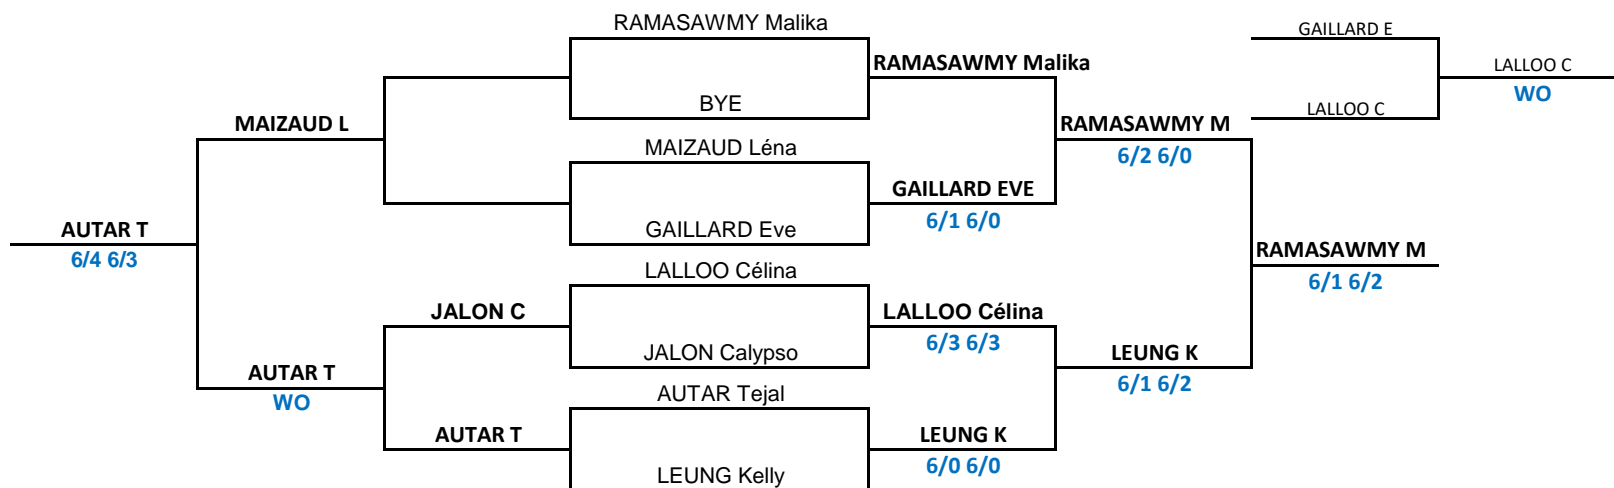 RAMASAWMY Malika
GAILLARD E
RAMASAWMY Malika
LALLOO C
WO
BYE
LALLOO C
MAIZAUD L
RAMASAWMY M
6/2 6/0
MAIZAUD Léna
GAILLARD EVE
6/1 6/0
AUTAR T
6/4 6/3
GAILLARD Eve
RAMASAWMY M
6/1 6/2
LALLOO Célina
JALON C
LALLOO Célina
6/3 6/3
JALON Calypso
LEUNG K
6/1 6/2
AUTAR T
WO
AUTAR Tejal
AUTAR T
LEUNG K
6/0 6/0
LEUNG Kelly